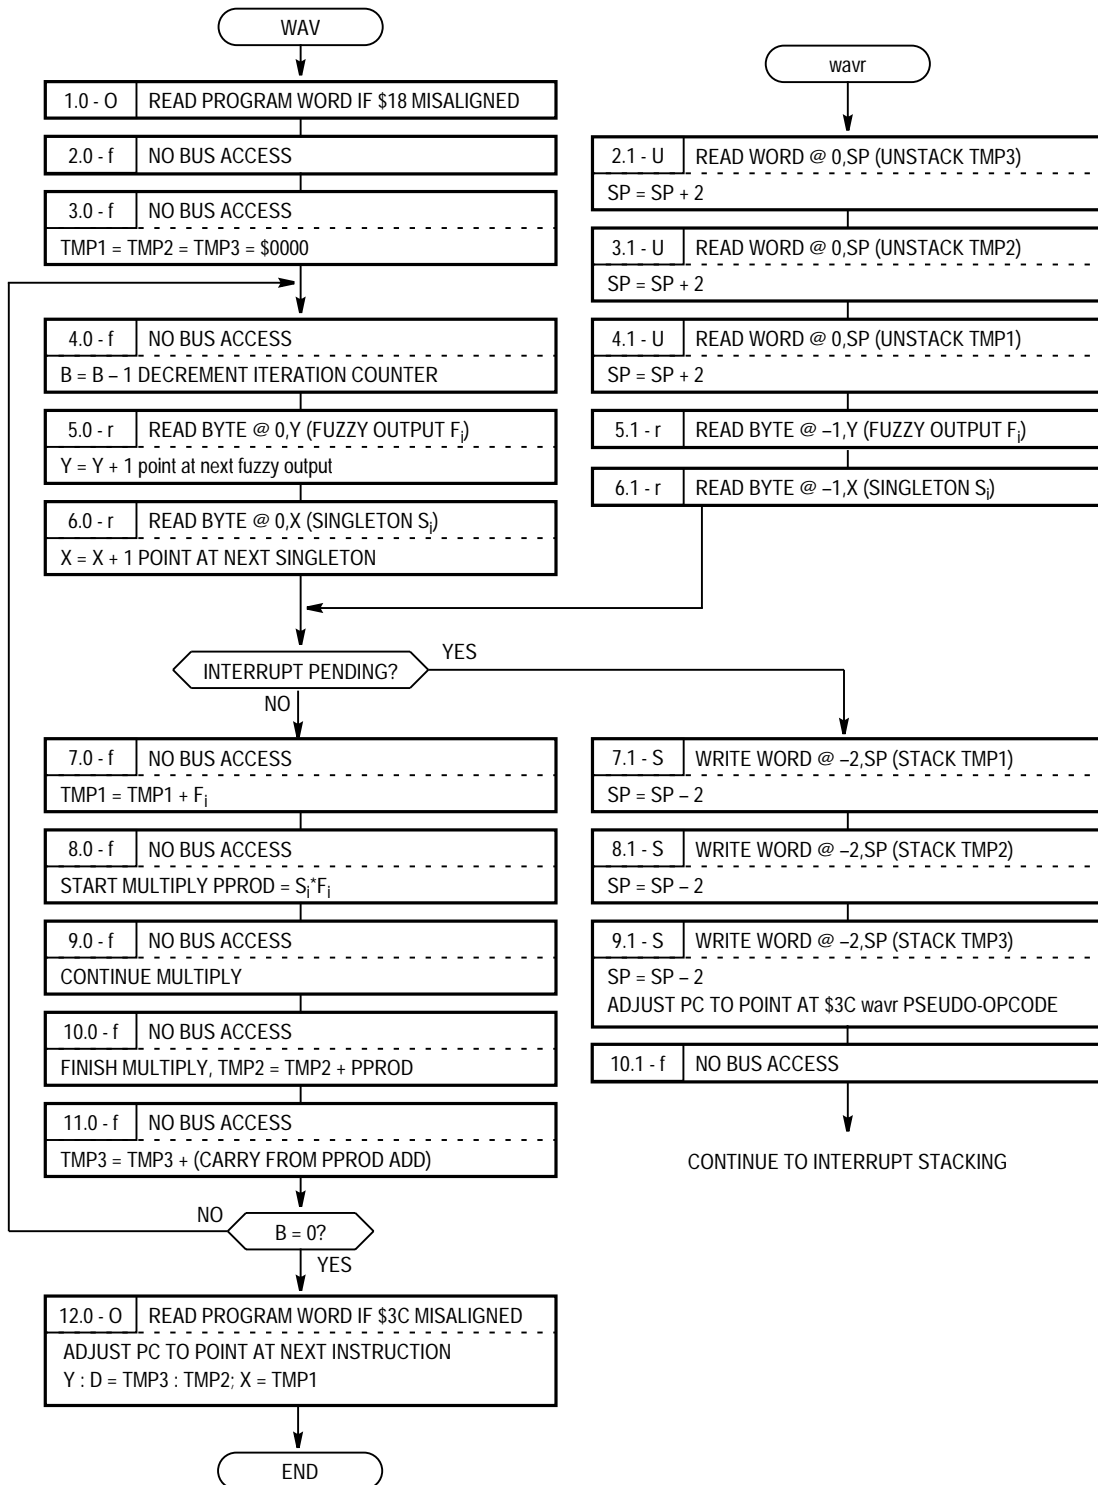 WAV
1.0 - O READ PROGRAM WORD IF $18 MISALIGNED
2.0 - f NO BUS ACCESS
3.0 - f NO BUS ACCESS
TMP1 = TMP2 = TMP3 = $0000
4.0 - f NO BUS ACCESS
B = B – 1 DECREMENT ITERATION COUNTER
5.0 - r READ BYTE @ 0,Y (FUZZY OUTPUT Fi)
Y = Y + 1 point at next fuzzy output
6.0 - r READ BYTE @ 0,X (SINGLETON Si)
X = X + 1 POINT AT NEXT SINGLETON
wavr
2.1 - U READ WORD @ 0,SP (UNSTACK TMP3)
SP = SP + 2
3.1 - U READ WORD @ 0,SP (UNSTACK TMP2)
SP = SP + 2
4.1 - U READ WORD @ 0,SP (UNSTACK TMP1)
SP = SP + 2
5.1 - r READ BYTE @ –1,Y (FUZZY OUTPUT Fi)
6.1 - r READ BYTE @ –1,X (SINGLETON Si)
INTERRUPT PENDING?
YES
NO
7.0 - f NO BUS ACCESS
TMP1 = TMP1 + Fi
8.0 - f NO BUS ACCESS
START MULTIPLY PPROD = Si*Fi
9.0 - f NO BUS ACCESS
CONTINUE MULTIPLY
10.0 - f NO BUS ACCESS
FINISH MULTIPLY, TMP2 = TMP2 + PPROD
11.0 - f NO BUS ACCESS
TMP3 = TMP3 + (CARRY FROM PPROD ADD)
7.1 - S WRITE WORD @ –2,SP (STACK TMP1)
SP = SP – 2
8.1 - S WRITE WORD @ –2,SP (STACK TMP2)
SP = SP – 2
9.1 - S WRITE WORD @ –2,SP (STACK TMP3)
SP = SP – 2
ADJUST PC TO POINT AT $3C wavr PSEUDO-OPCODE
10.1 - f NO BUS ACCESS
CONTINUE TO INTERRUPT STACKING
NO
B = 0?
YES
12.0 - O READ PROGRAM WORD IF $3C MISALIGNED
ADJUST PC TO POINT AT NEXT INSTRUCTION
Y : D = TMP3 : TMP2; X = TMP1
END